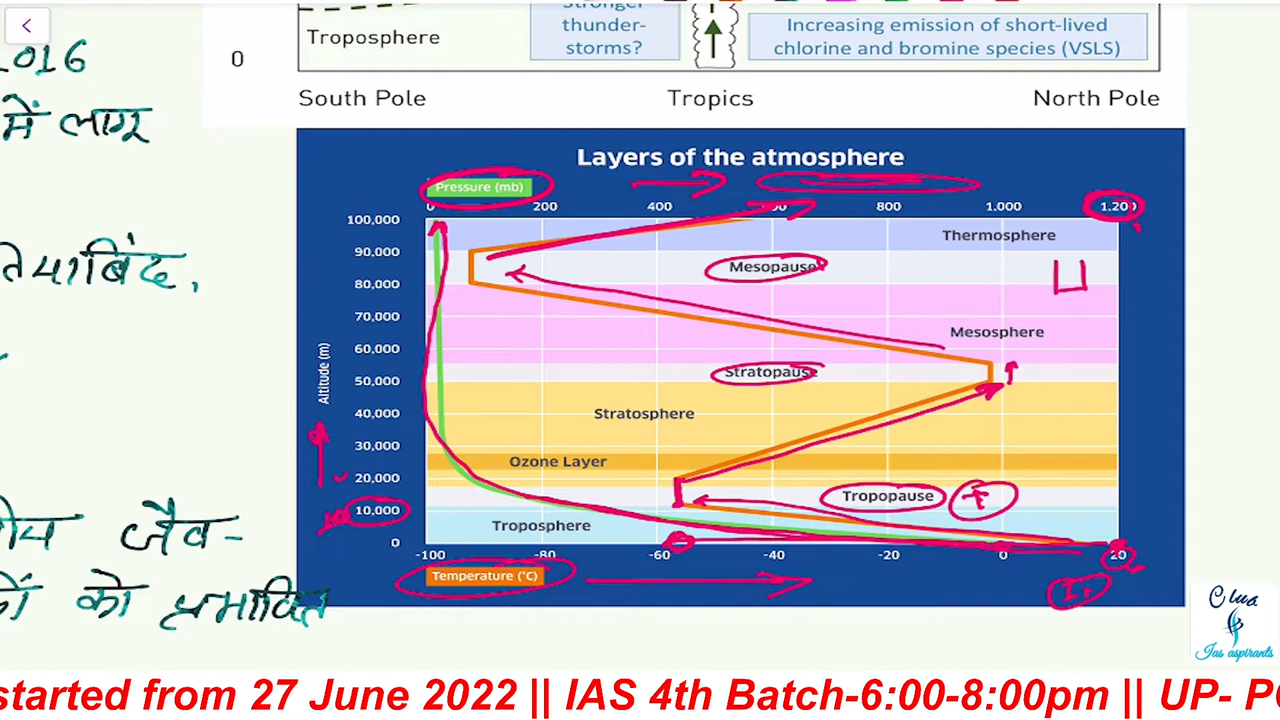 Stronger
thunder-
storms?
Increasing emission of short-lived
chlorine and bromine species (VSLS)
Troposphere
0
South Pole
Tropics
North Pole
2016
में लागू
Layers of the atmosphere
Pressure (mb)
0 200 400 600 800 1.000 1.200
100,000
Thermosphere
90,000
Mesopause
80,000
70,000
Mesosphere
60,000
Stratopause
50,000
Stratosphere
40,000
30,000
Ozone Layer
20,000
Tropopause
10,000
Troposphere
0
Altitude (m)
-100 -80 -60 -40 -20 0 20
Temperature (°C)
तियाबिंद,
जैव-
को प्रभावित
Ias aspirants
started from 27 June 2022 || IAS 4th Batch-6:00-8:00pm || UP- P